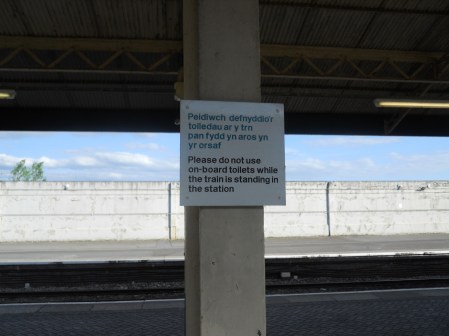 Peidiwch defnyddio'r
toiledau ar y trn
pan fydd yn aros yn
yr orsaf
Please do not use
on-board toilets while
the train is standing in
the station